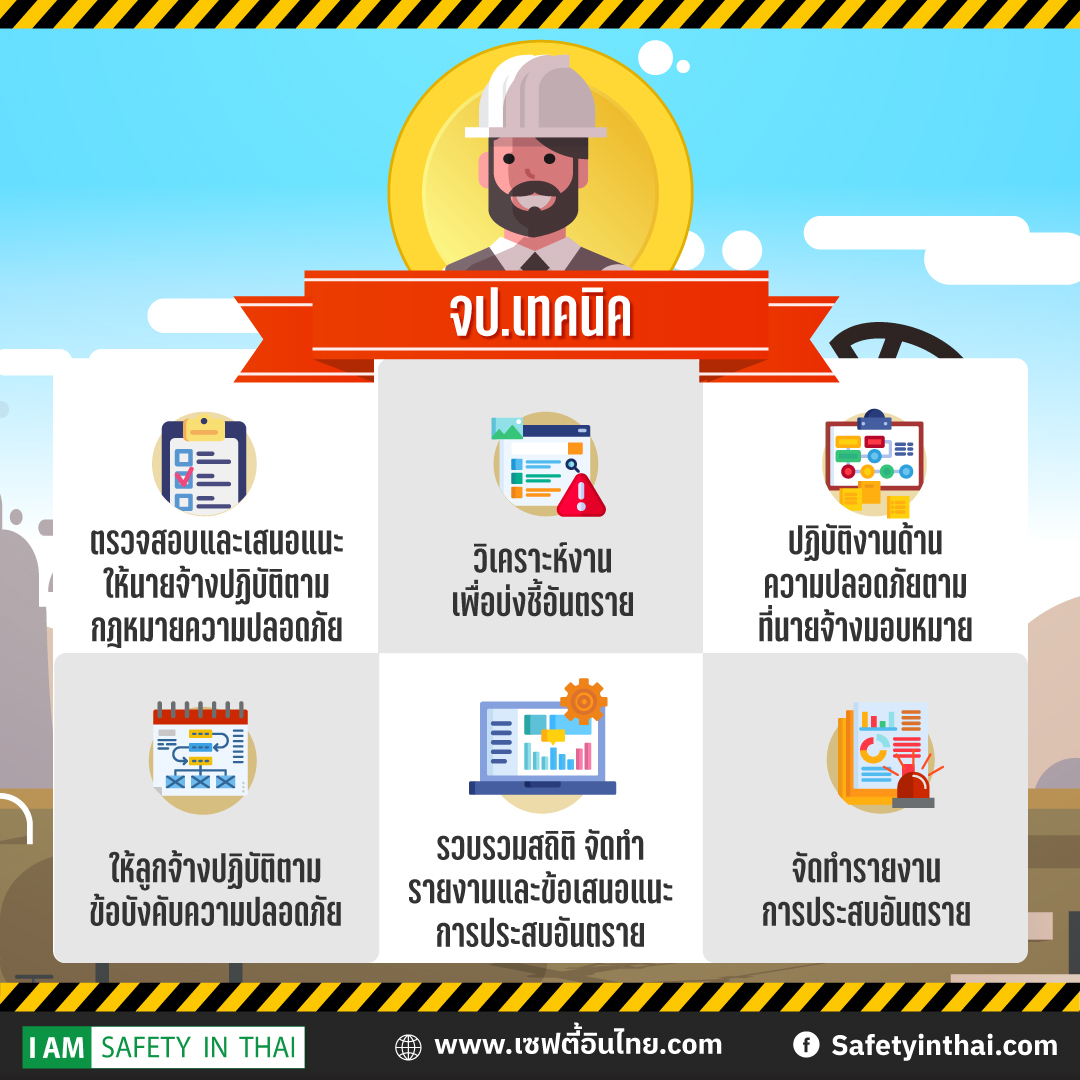 จป.เทคนิค
ตรวจสอบและเสนอแนะ
ให้นายจ้างปฏิบัติตาม
กฎหมายความปลอดภัย
วิเคราะห์งาน
เพื่อบ่งชี้อันตราย
ปฏิบัติงานด้าน
ความปลอดภัยตาม
ที่นายจ้างมอบหมาย
ให้ลูกจ้างปฏิบัติตาม
ข้อบังคับความปลอดภัย
รวบรวมสถิติ จัดทำ
รายงานและข้อเสนอแนะ
การประสบอันตราย
จัดทำรายงาน
การประสบอันตราย
I AM SAFETY IN THAI
www.เซฟตี้อินไทย.com
f Safetyinthai.com